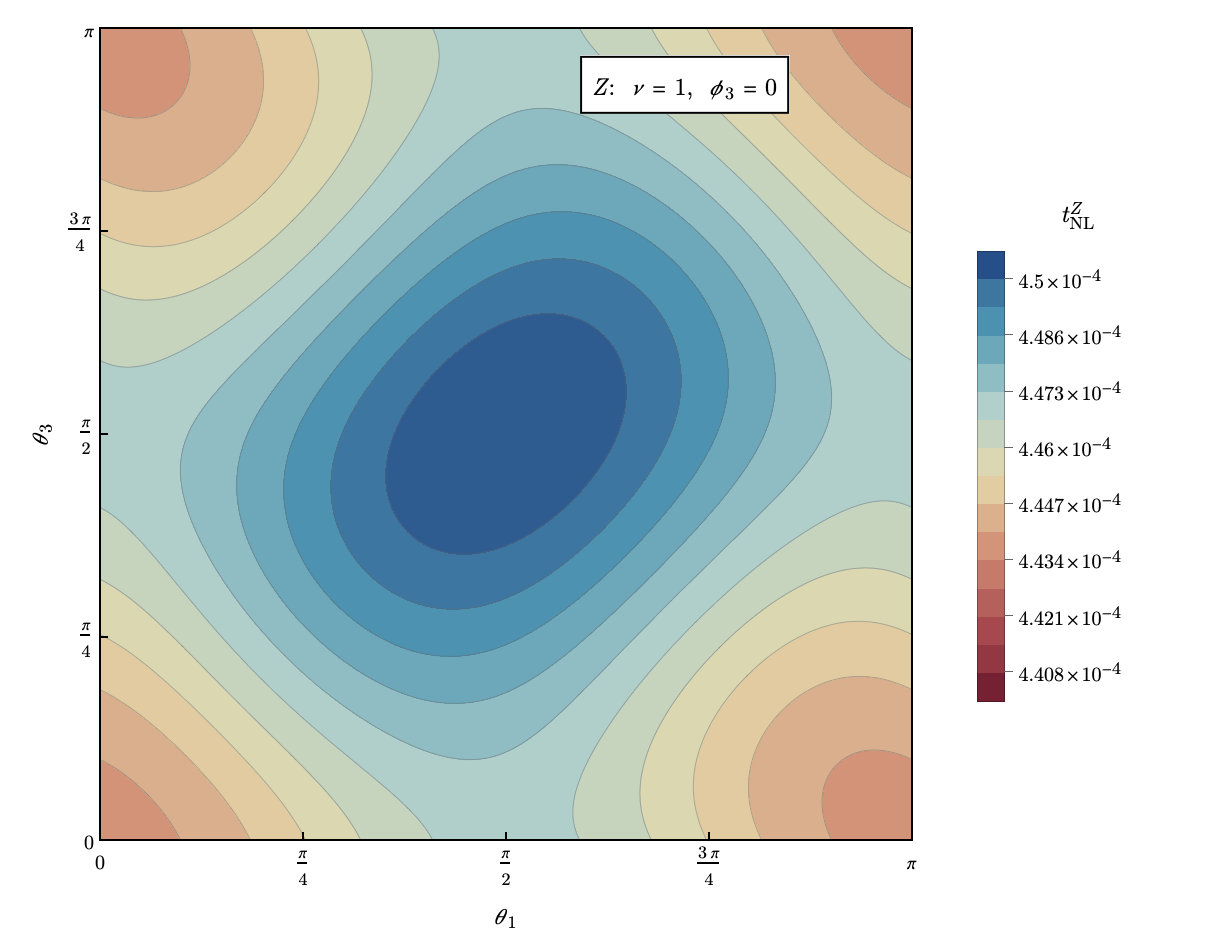 Z: ν = 1, ϕ₃ = 0
π
3 π / 4
π / 2
π / 4
0
θ₃
0
π / 4
π / 2
3 π / 4
π
θ₁
t^Z_NL
4.5×10⁻⁴
4.486×10⁻⁴
4.473×10⁻⁴
4.46×10⁻⁴
4.447×10⁻⁴
4.434×10⁻⁴
4.421×10⁻⁴
4.408×10⁻⁴